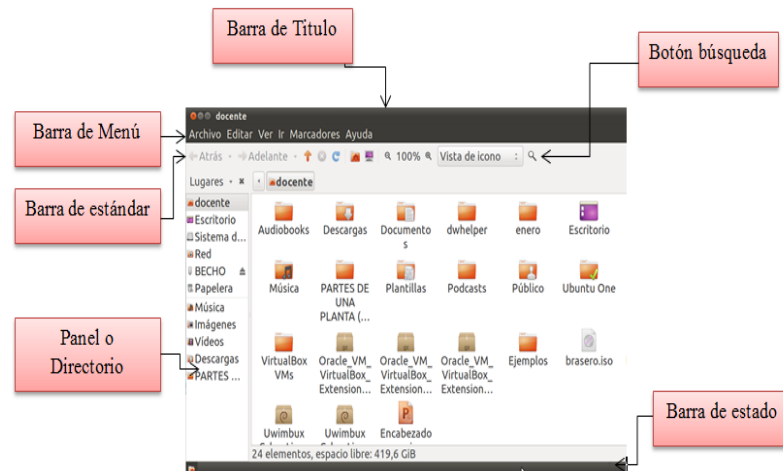 Barra de Titulo
Botón búsqueda
Barra de Menú
Barra de estándar
Panel o
Directorio
Barra de estado
docente
Archivo Editar Ver Ir Marcadores Ayuda
Atrás Adelante 100% Vista de icono
Lugares docente
docente
Escritorio
Sistema d...
Red
BECHO
Papelera
Música
Imágenes
Vídeos
Descargas
PARTES ...
Audiobooks Descargas Documento dwhelper enero Escritorio
s
Música PARTES DE Plantillas Podcasts Público Ubuntu One
UNA
PLANTA (...
VirtualBox Oracle_VM_ Oracle_VM_ Oracle_VM_ Ejemplos brasero.iso
VMs VirtualBox_ VirtualBox_ VirtualBox_
Extension... Extension... Extension...
Uwimbux Uwimbux Encabezado
24 elementos, espacio libre: 419,6 GiB